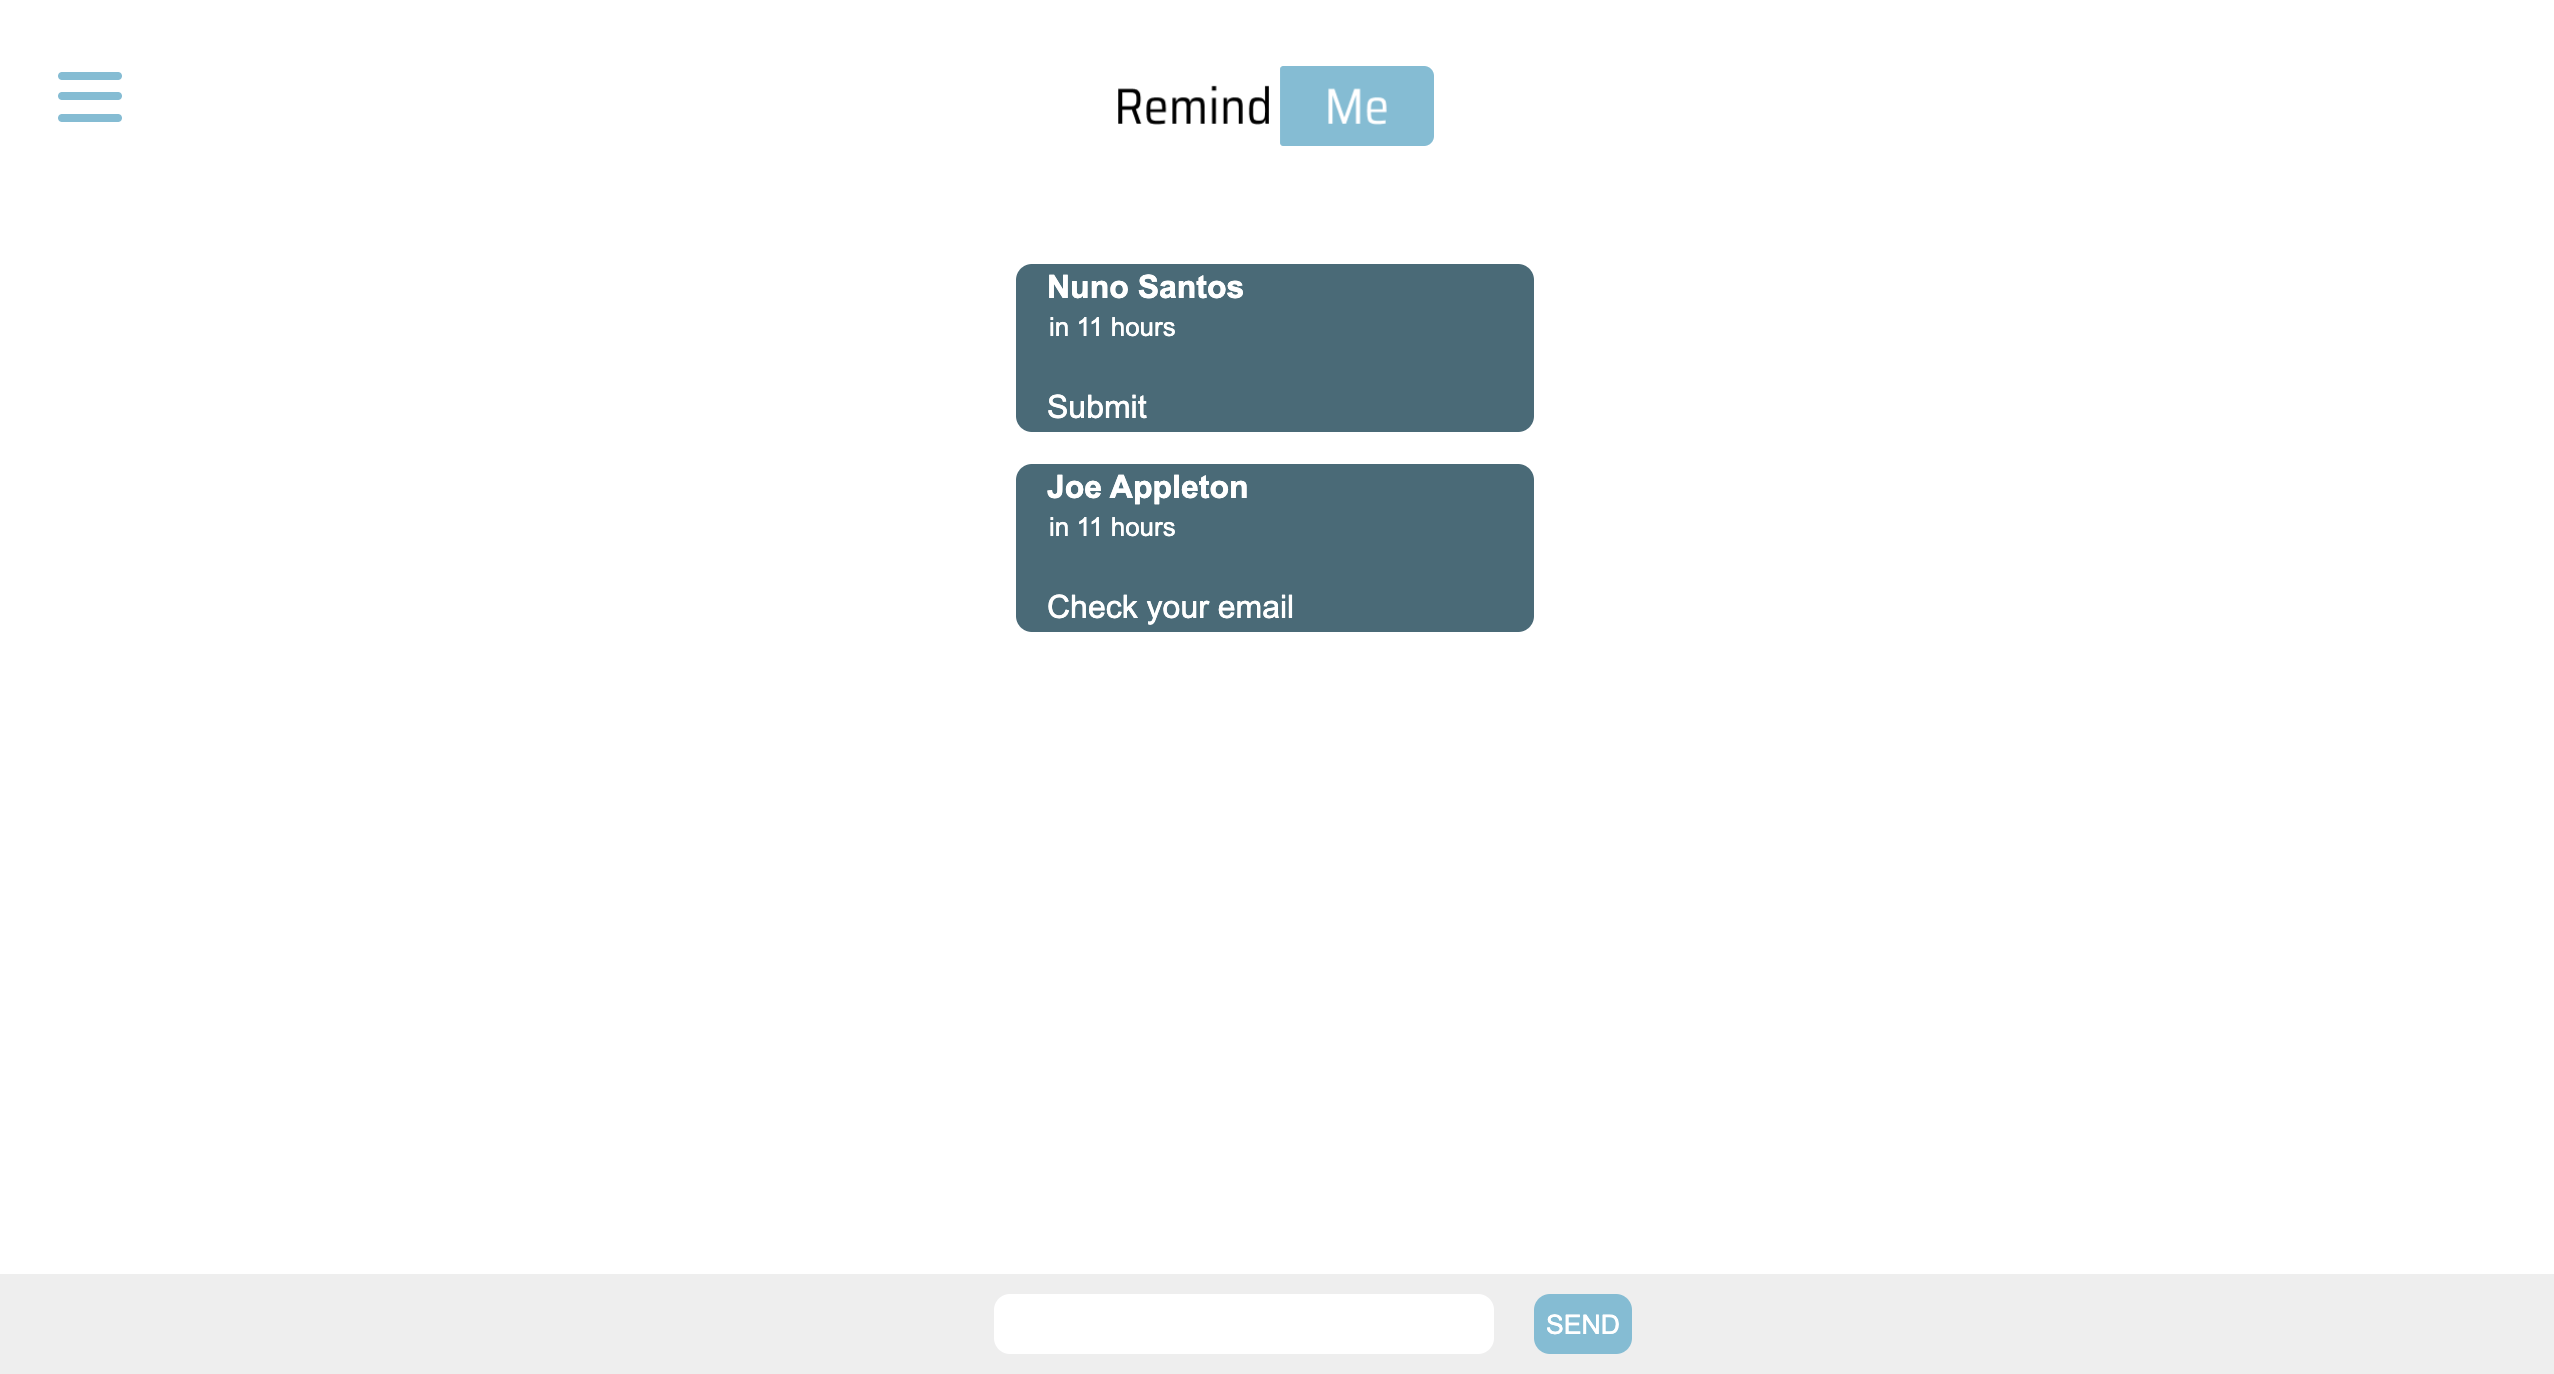 Remind Me
Nuno Santos
in 11 hours
Submit
Joe Appleton
in 11 hours
Check your email
SEND